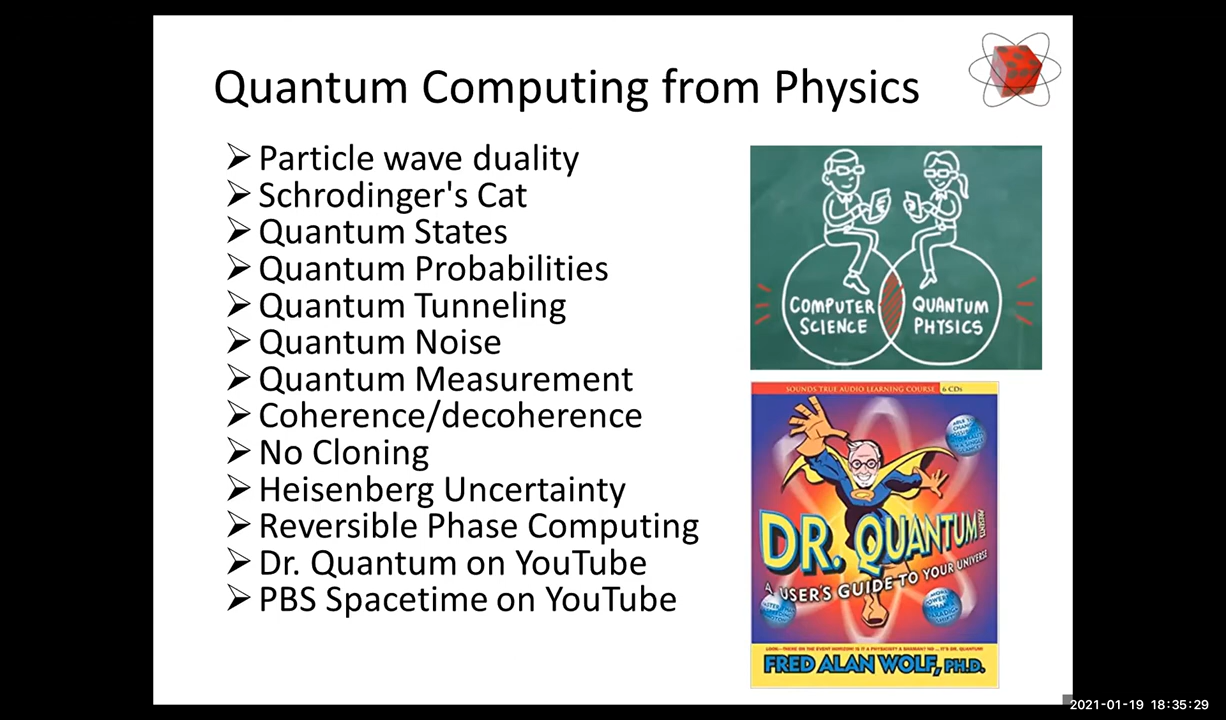 Quantum Computing from Physics
➢ Particle wave duality
➢ Schrodinger's Cat
➢ Quantum States
➢ Quantum Probabilities
➢ Quantum Tunneling
➢ Quantum Noise
➢ Quantum Measurement
➢ Coherence/decoherence
➢ No Cloning
➢ Heisenberg Uncertainty
➢ Reversible Phase Computing
➢ Dr. Quantum on YouTube
➢ PBS Spacetime on YouTube
COMPUTER
SCIENCE
QUANTUM
PHYSICS
SOUNDS TRUE AUDIO LEARNING COURSE 6 CDs
DR. QUANTUM
PRESENTS
A USER'S GUIDE TO YOUR UNIVERSE
FRED ALAN WOLF, PH.D.
2021-01-19 18:35:29